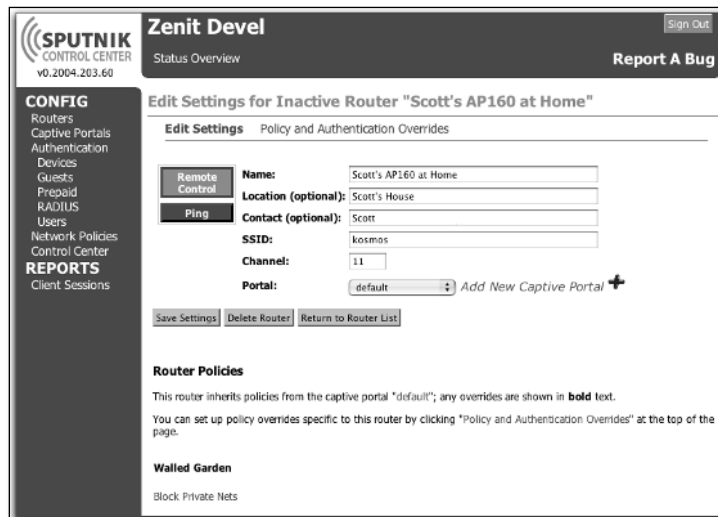 SPUTNIK
CONTROL CENTER
v0.2004.203.60
Zenit Devel
Sign Out
Status Overview
Report A Bug
CONFIG
Routers
Captive Portals
Authentication
Devices
Guests
Prepaid
RADIUS
Users
Network Policies
Control Center
REPORTS
Client Sessions
Edit Settings for Inactive Router "Scott's AP160 at Home"
Edit Settings Policy and Authentication Overrides
Remote Control
Ping
Name: Scott's AP160 at Home
Location (optional): Scott's House
Contact (optional): Scott
SSID: kosmos
Channel: 11
Portal: default Add New Captive Portal
Save Settings Delete Router Return to Router List
Router Policies
This router inherits policies from the captive portal "default"; any overrides are shown in bold text.
You can set up policy overrides specific to this router by clicking "Policy and Authentication Overrides" at the top of the
page.
Walled Garden
Block Private Nets